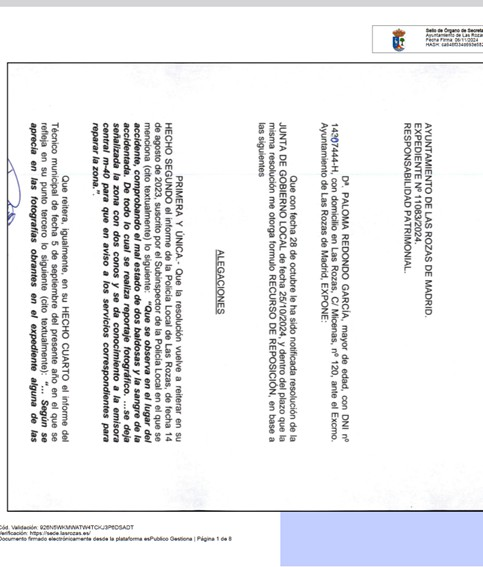 Sello de Órgano de Secreta
Ayuntamiento de Las Rozas
Fecha Firma: 06/11/2024
AYUNTAMIENTO DE LAS ROZAS DE MADRID.
EXPEDIENTE Nº 11083/2024.
RESPONSABILIDAD PATRIMONIAL.
Dª. PALOMA REDONDO GARCÍA, mayor de edad, con DNI nº
con domicilio en Las Rozas, C/ Micenas, nº 120, ante el Excmo.
Ayuntamiento de Las Rozas de Madrid, EXPONE:
Que con fecha 28 de octubre le ha sido notificada resolución de la
JUNTA DE GOBIERNO LOCAL de fecha 25/10/2024, y dentro del plazo que la
misma resolución me otorga formulo RECURSO DE REPOSICIÓN, en base a
las siguientes
ALEGACIONES
PRIMERA Y ÚNICA.- Que la resolución vuelve a reiterar en su
HECHO SEGUNDO el informe de la Policía Local de Las Rozas, de fecha 14
de agosto de 2023, suscrito por el Subinspector de la Policía Local en el que se
menciona (cito textualmente) lo siguiente: "Que se observa en el lugar del
accidente, comprobando el mal estado de dos baldosas y la sangre de la
accidentada. De todo lo cual se realiza reportaje fotográfico. ...se deja
señalizada la zona con dos conos y se da conocimiento a la emisora
central m-40 para que en aviso a los servicios correspondientes para
reparar la zona.".
Que reitera, igualmente, en su HECHO CUARTO el informe del
Técnico municipal de fecha 5 de septiembre del presente año en el que se
refleja en su punto tercero lo siguiente (cito textualmente): "... Según se
aprecia en las fotografías obrantes en el expediente alguna de las
Cód. Validación: 926N5WKMWATW4TCKJ3P6DSADT
Verificación: https://sede.lasrozas.es/
Documento firmado electrónicamente desde la plataforma esPublico Gestiona | Página 1 de 8